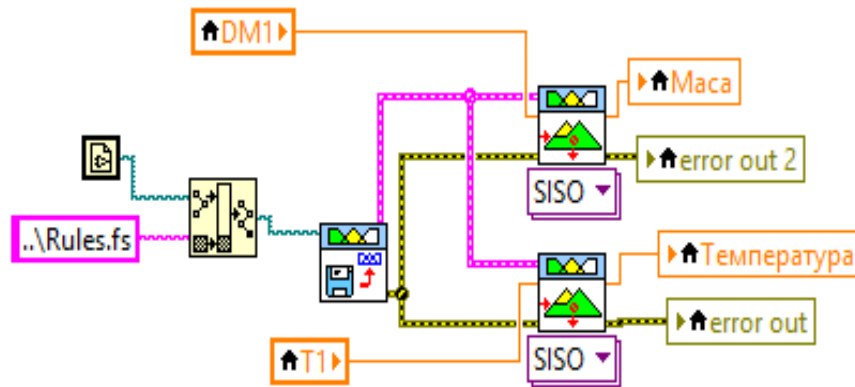 DM1
Маса
error out 2
SISO
..\Rules.fs
Температура
error out
T1
SISO